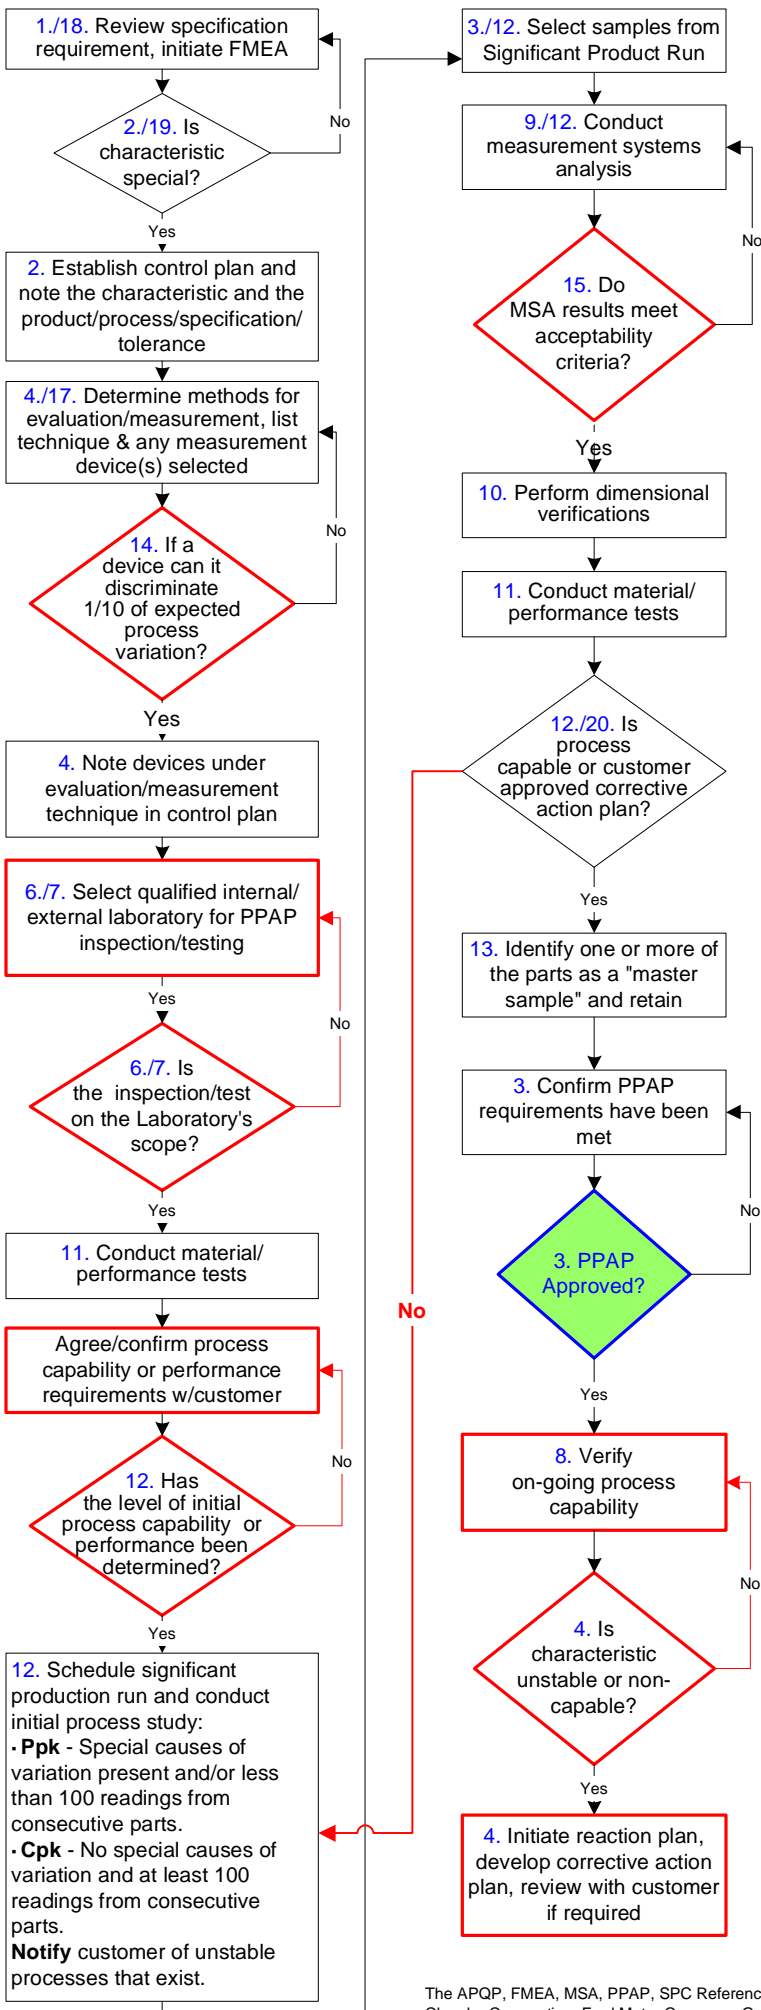 1./18. Review specification
requirement, initiate FMEA
No
2./19. Is
characteristic
special?
Yes
2. Establish control plan and
note the characteristic and the
product/process/specification/
tolerance
4./17. Determine methods for
evaluation/measurement, list
technique & any measurement
device(s) selected
No
14. If a
device can it
discriminate
1/10 of expected
process
variation?
Yes
4. Note devices under
evaluation/measurement
technique in control plan
6./7. Select qualified internal/
external laboratory for PPAP
inspection/testing
Yes
No
6./7. Is
the inspection/test
on the Laboratory's
scope?
Yes
11. Conduct material/
performance tests
Agree/confirm process
capability or performance
requirements w/customer
No
12. Has
the level of initial
process capability or
performance been
determined?
Yes
12. Schedule significant
production run and conduct
initial process study:
· Ppk - Special causes of
variation present and/or less
than 100 readings from
consecutive parts.
· Cpk - No special causes of
variation and at least 100
readings from consecutive
parts.
Notify customer of unstable
processes that exist.
No
3./12. Select samples from
Significant Product Run
9./12. Conduct
measurement systems
analysis
No
15. Do
MSA results meet
acceptability
criteria?
Yes
10. Perform dimensional
verifications
11. Conduct material/
performance tests
12./20. Is
process
capable or customer
approved corrective
action plan?
Yes
13. Identify one or more of
the parts as a "master
sample" and retain
3. Confirm PPAP
requirements have been
met
No
3. PPAP
Approved?
Yes
8. Verify
on-going process
capability
No
4. Is
characteristic
unstable or non-
capable?
Yes
4. Initiate reaction plan,
develop corrective action
plan, review with customer
if required
The APQP, FMEA, MSA, PPAP, SPC Referenc